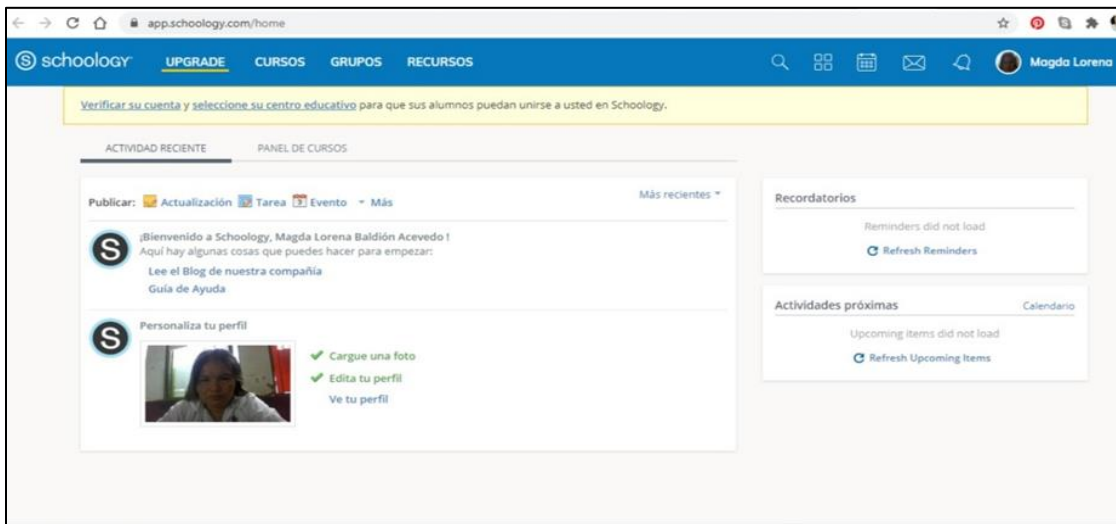 app.schoology.com/home
S schoology UPGRADE CURSOS GRUPOS RECURSOS Magda Lorena
Verificar su cuenta y seleccione su centro educativo para que sus alumnos puedan unirse a usted en Schoology.
ACTIVIDAD RECIENTE PANEL DE CURSOS
Publicar: Actualización Tarea Evento Más
Más recientes
¡Bienvenido a Schoology, Magda Lorena Baldión Acevedo !
Aquí hay algunas cosas que puedes hacer para empezar:
Lee el Blog de nuestra compañía
Guía de Ayuda
Personaliza tu perfil
Cargue una foto
Edita tu perfil
Ve tu perfil
Recordatorios
Reminders did not load
Refresh Reminders
Actividades próximas Calendario
Upcoming items did not load
Refresh Upcoming Items